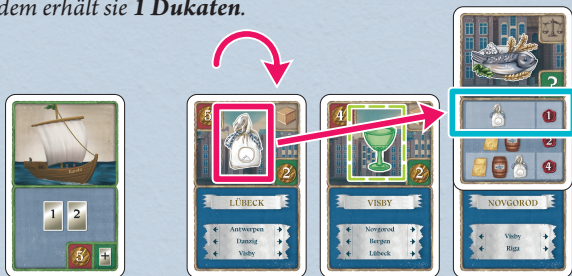 dem erhält sie 1 Dukaten.
1 2
5 +
5
2
LÜBECK
Antwerpen
Danzig
Visby
4
2
VISBY
Novgorod
Bergen
Lübeck
?
1
2
4
NOVGOROD
Visby
Riga